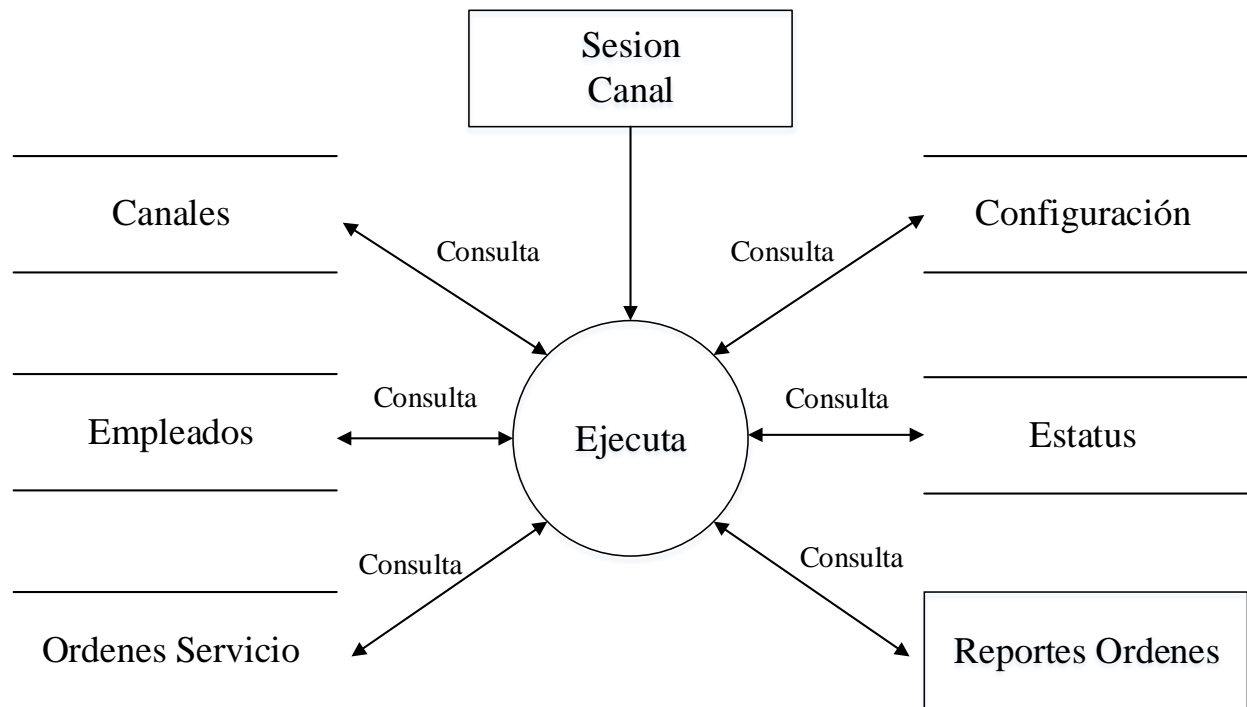 Sesion
Canal
Canales
Configuración
Consulta
Consulta
Empleados
Consulta
Ejecuta
Consulta
Estatus
Ordenes Servicio
Consulta
Consulta
Reportes Ordenes